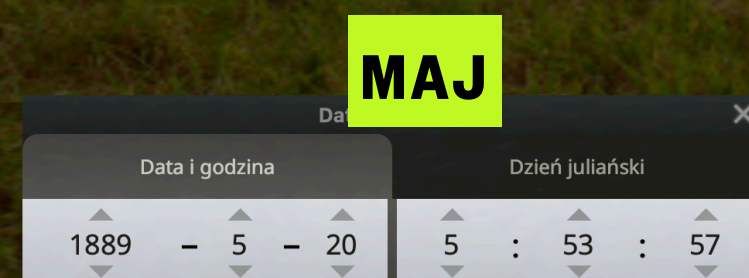 MAJ
Dat
Data i godzina
Dzień juliański
1889 – 5 – 20 5 : 53 : 57